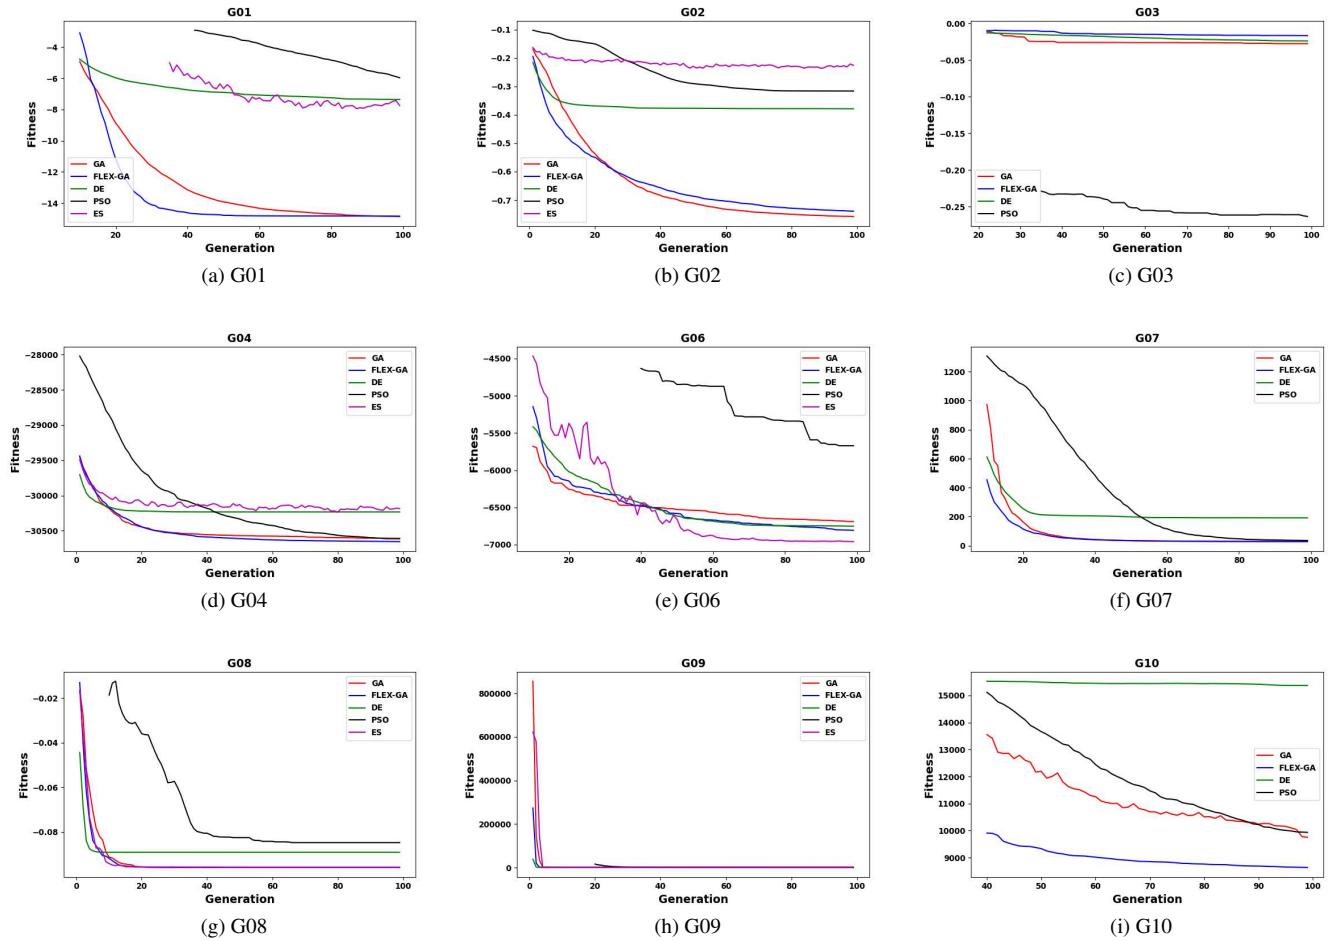 G01
Fitness
−4
−6
−8
−10
−12
−14
GA
FLEX-GA
DE
PSO
ES
20
40
60
80
100
Generation
(a) G01
G02
Fitness
−0.1
−0.2
−0.3
−0.4
−0.5
−0.6
−0.7
GA
FLEX-GA
DE
PSO
ES
0
20
40
60
80
100
Generation
(b) G02
G03
Fitness
0.00
−0.05
−0.10
−0.15
−0.20
−0.25
GA
FLEX-GA
DE
PSO
20
30
40
50
60
70
80
90
100
Generation
(c) G03
G04
Fitness
−28000
−28500
−29000
−29500
−30000
−30500
GA
FLEX-GA
DE
PSO
ES
0
20
40
60
80
100
Generation
(d) G04
G06
Fitness
−4500
−5000
−5500
−6000
−6500
−7000
GA
FLEX-GA
DE
PSO
ES
20
40
60
80
100
Generation
(e) G06
G07
Fitness
1200
1000
800
600
400
200
0
GA
FLEX-GA
DE
PSO
20
40
60
80
100
Generation
(f) G07
G08
Fitness
−0.02
−0.04
−0.06
−0.08
GA
FLEX-GA
DE
PSO
ES
0
20
40
60
80
100
Generation
(g) G08
G09
Fitness
800000
600000
400000
200000
0
GA
FLEX-GA
DE
PSO
ES
0
20
40
60
80
100
Generation
(h) G09
G10
Fitness
15000
14000
13000
12000
11000
10000
9000
GA
FLEX-GA
DE
PSO
40
50
60
70
80
90
100
Generation
(i) G10